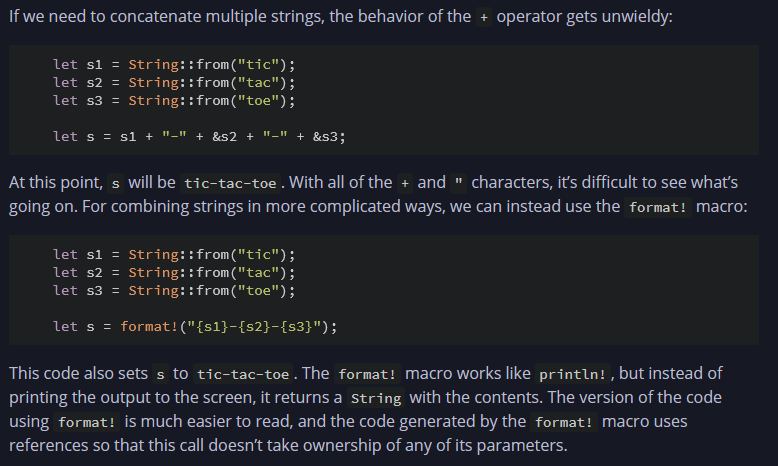 If we need to concatenate multiple strings, the behavior of the + operator gets unwieldy:
let s1 = String::from("tic");
let s2 = String::from("tac");
let s3 = String::from("toe");
let s = s1 + "-" + &s2 + "-" + &s3;
At this point, s will be tic-tac-toe. With all of the + and " characters, it’s difficult to see what’s
going on. For combining strings in more complicated ways, we can instead use the format! macro:
let s1 = String::from("tic");
let s2 = String::from("tac");
let s3 = String::from("toe");
let s = format!("{s1}-{s2}-{s3}");
This code also sets s to tic-tac-toe. The format! macro works like println!, but instead of
printing the output to the screen, it returns a String with the contents. The version of the code
using format! is much easier to read, and the code generated by the format! macro uses
references so that this call doesn’t take ownership of any of its parameters.